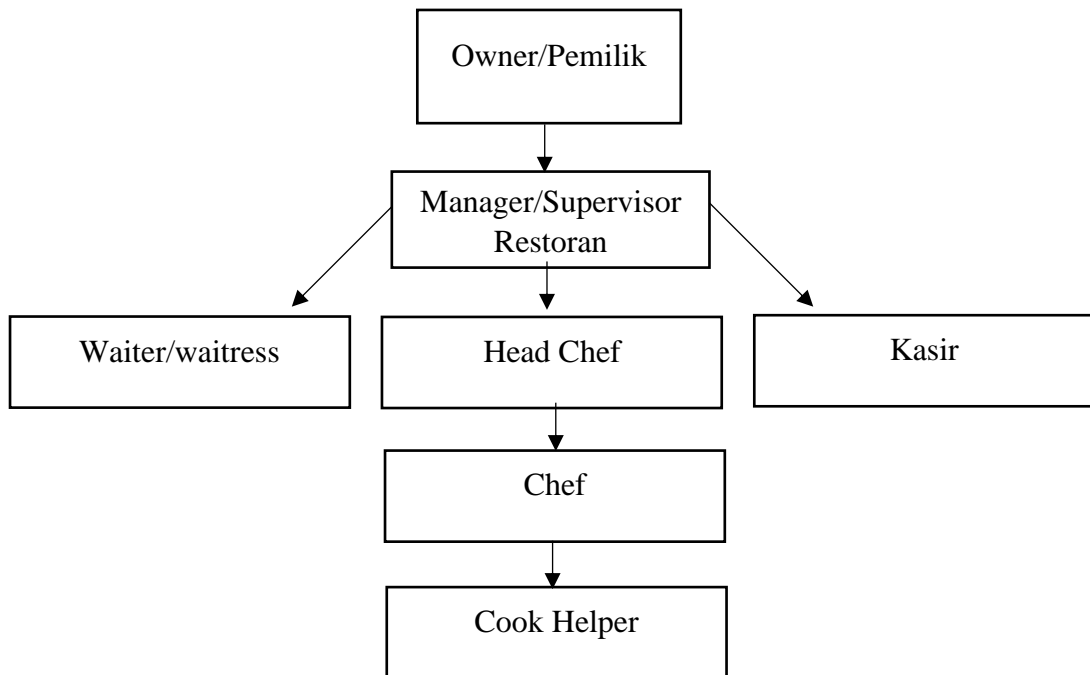 Owner/Pemilik
Manager/Supervisor
Restoran
Waiter/waitress
Head Chef
Kasir
Chef
Cook Helper